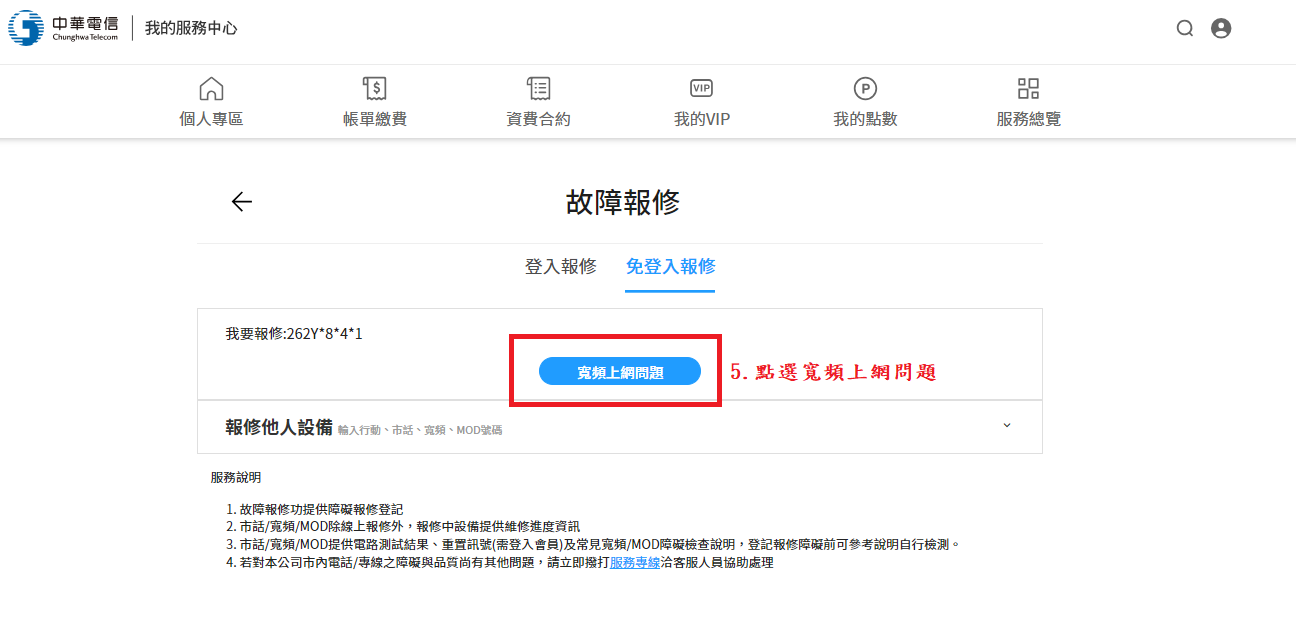 中華電信
Chunghwa Telecom
我的服務中心
個人專區
帳單繳費
資費合約
VIP
我的VIP
P
我的點數
服務總覽
故障報修
登入報修
免登入報修
我要報修:262Y*8*4*1
寬頻上網問題
5. 點選寬頻上網問題
報修他人設備 輸入行動、市話、寬頻、MOD號碼
服務說明
1. 故障報修功提供障礙報修登記
2. 市話/寬頻/MOD除線上報修外，報修中設備提供維修進度資訊
3. 市話/寬頻/MOD提供電路測試結果、重置訊號(需登入會員)及常見寬頻/MOD障礙檢查說明，登記報修障礙前可參考說明自行檢測。
4. 若對本公司市內電話/專線之障礙與品質尚有其他問題，請立即撥打服務專線洽客服人員協助處理